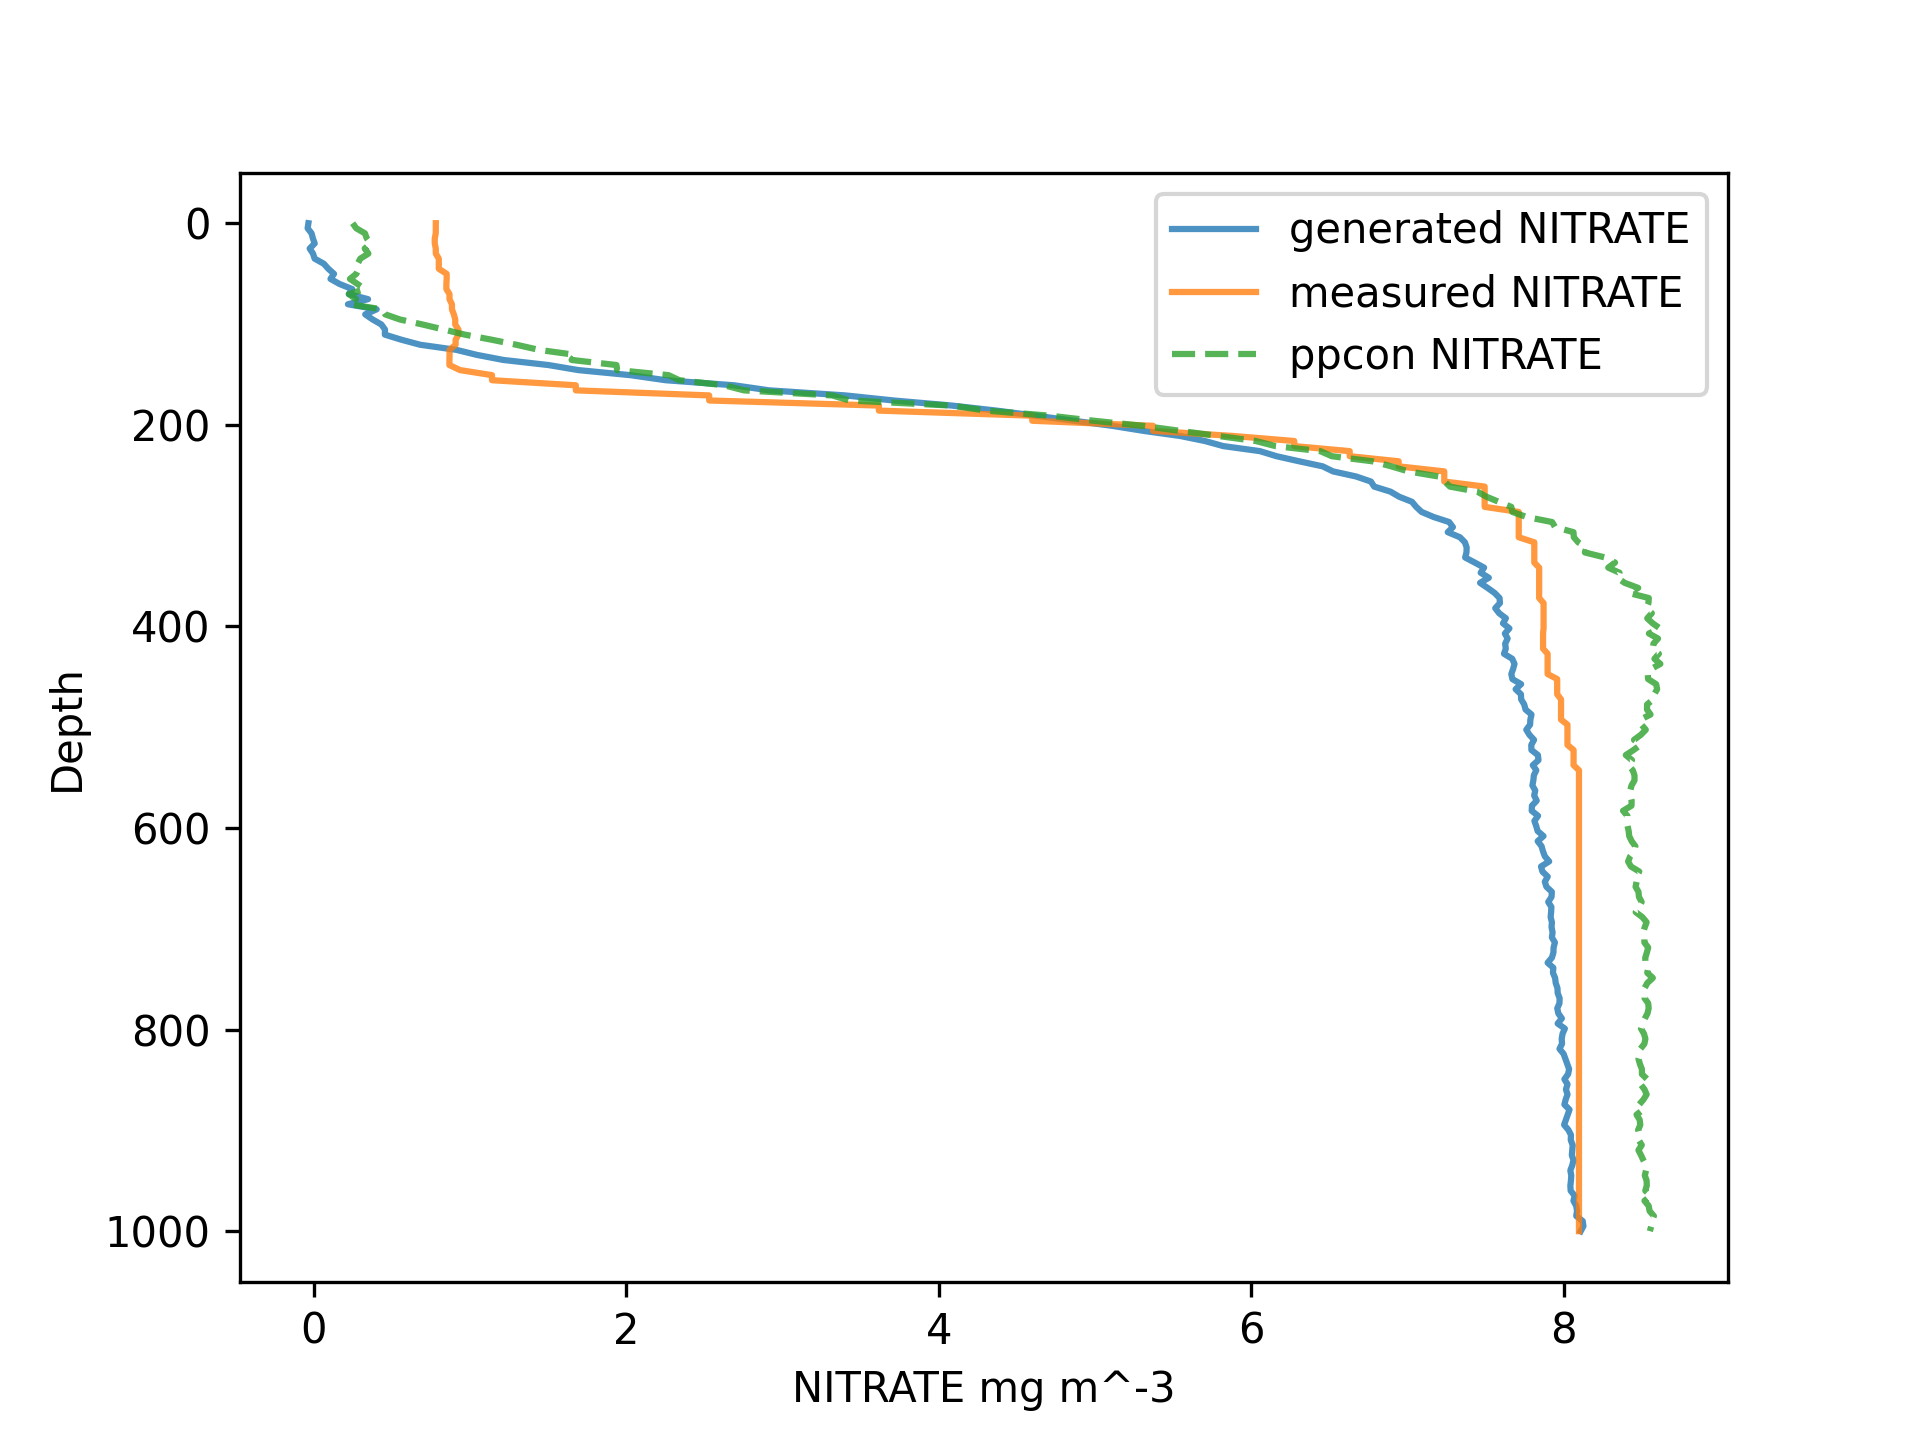 generated NITRATE
measured NITRATE
ppcon NITRATE
0
200
400
600
800
1000
Depth
0 2 4 6 8
NITRATE mg m^-3